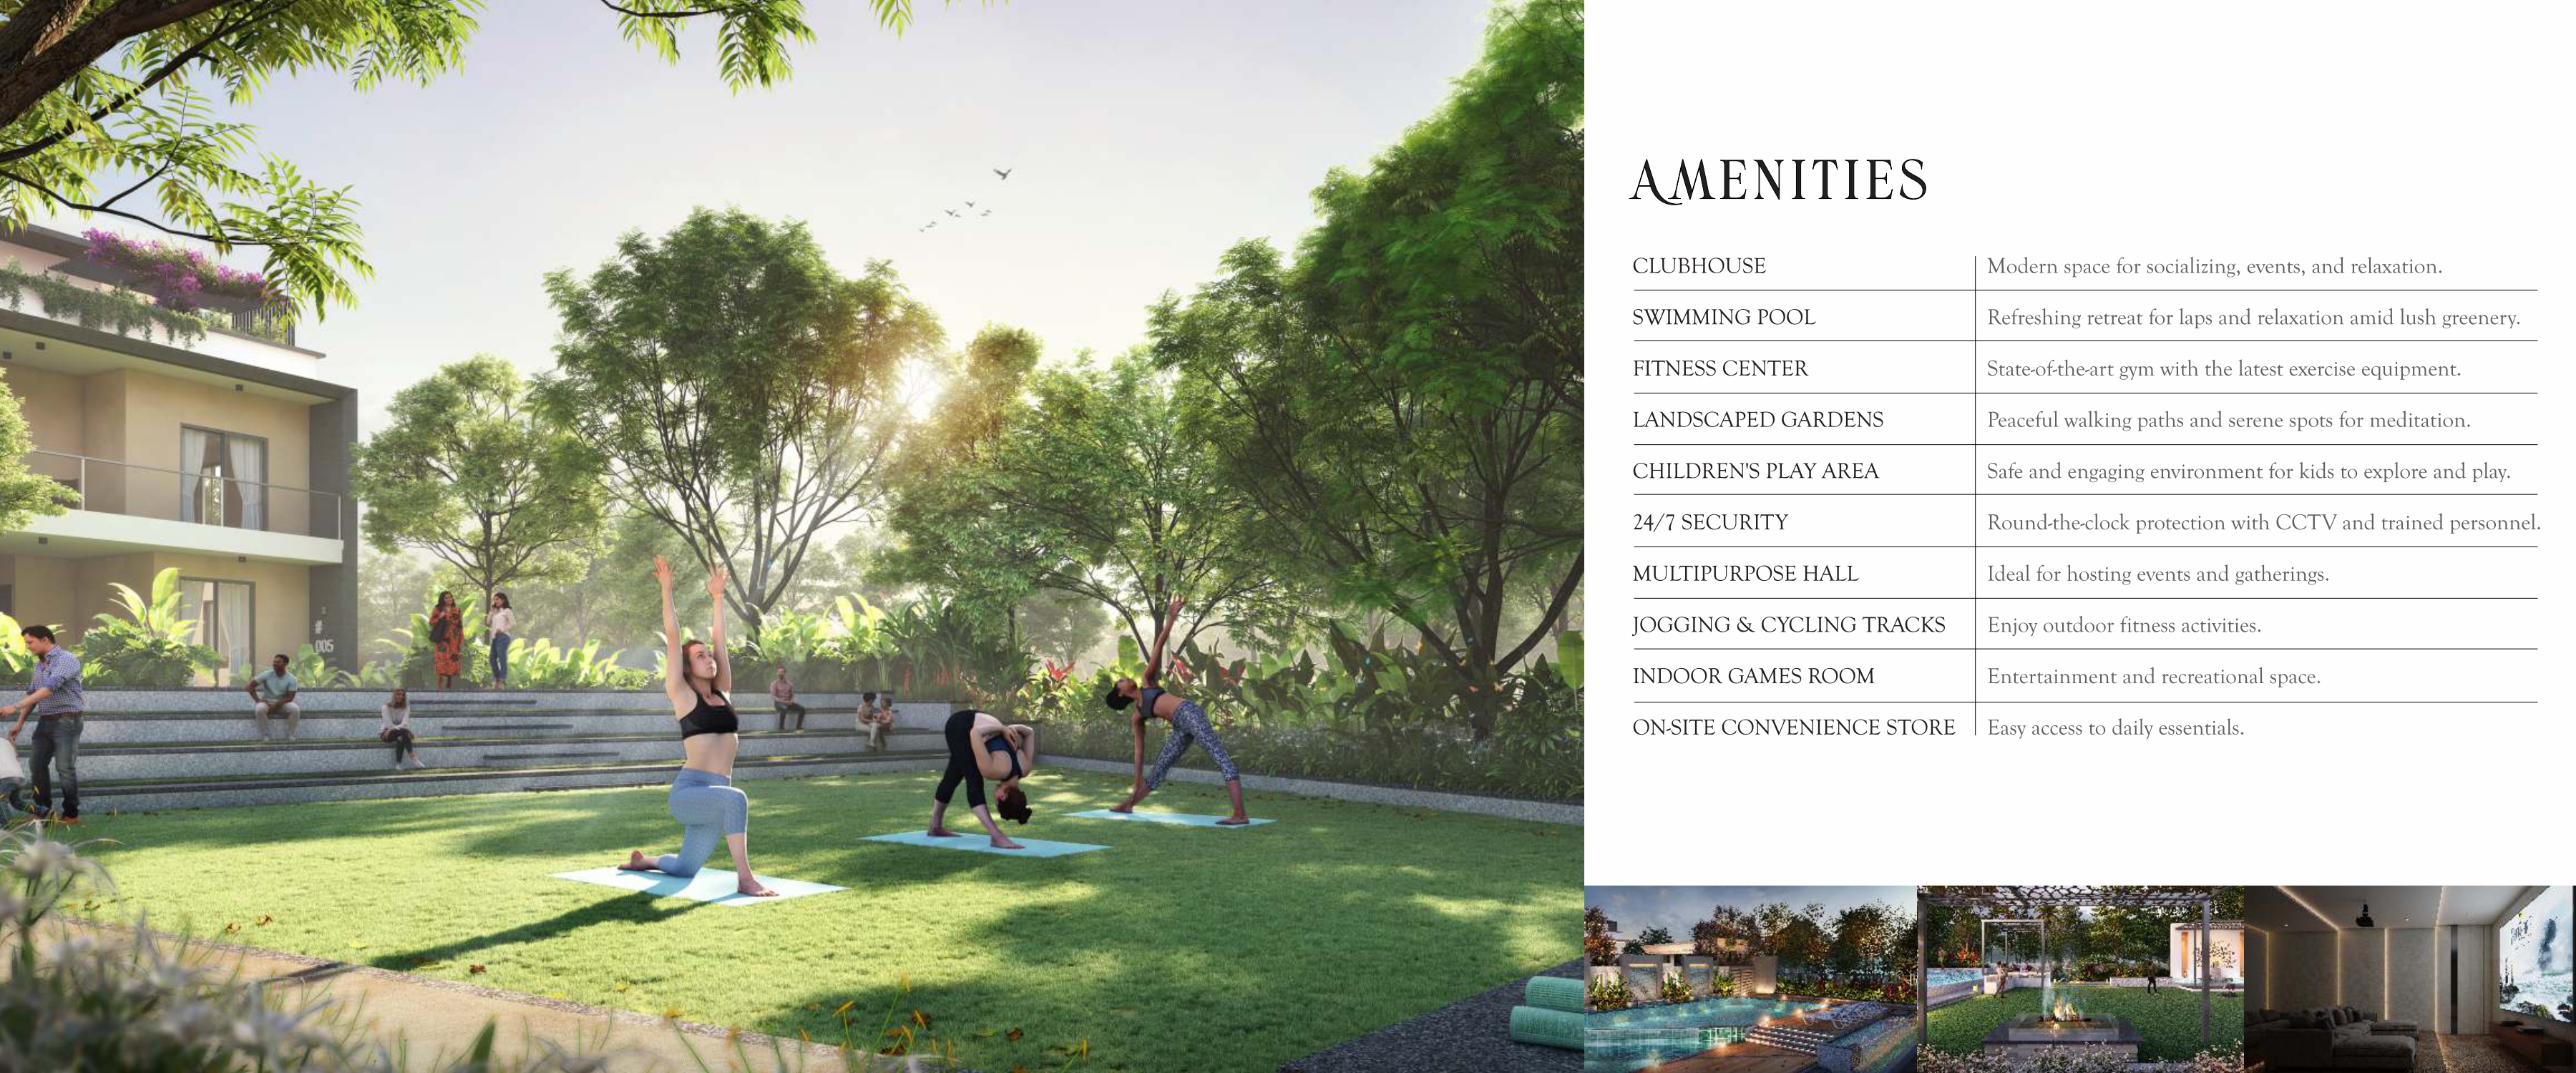 AMENITIES
CLUBHOUSE Modern space for socializing, events, and relaxation.
SWIMMING POOL Refreshing retreat for laps and relaxation amid lush greenery.
FITNESS CENTER State-of-the-art gym with the latest exercise equipment.
LANDSCAPED GARDENS Peaceful walking paths and serene spots for meditation.
CHILDREN'S PLAY AREA Safe and engaging environment for kids to explore and play.
24/7 SECURITY Round-the-clock protection with CCTV and trained personnel.
MULTIPURPOSE HALL Ideal for hosting events and gatherings.
JOGGING & CYCLING TRACKS Enjoy outdoor fitness activities.
INDOOR GAMES ROOM Entertainment and recreational space.
ON-SITE CONVENIENCE STORE Easy access to daily essentials.
#
005